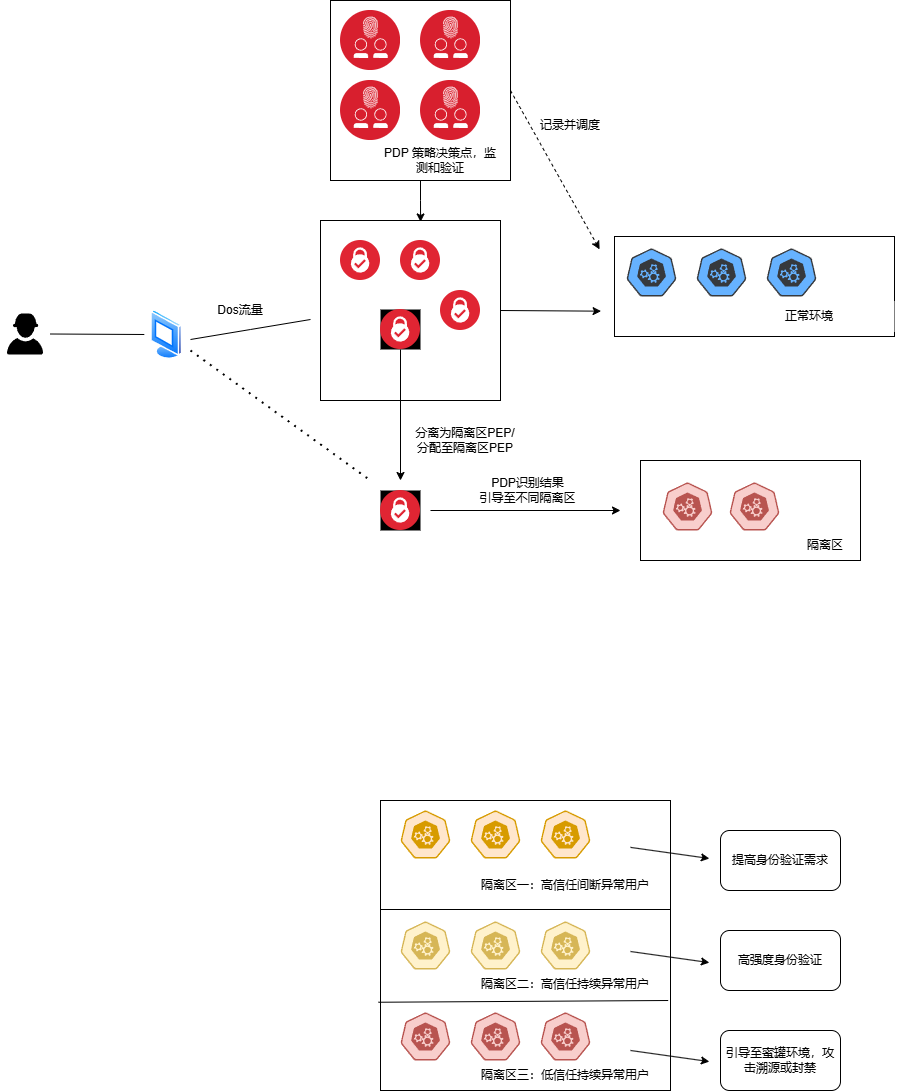 PDP 策略决策点，监
测和验证
记录并调度
Dos流量
正常环境
分离为隔离区PEP/
分配至隔离区PEP
PDP识别结果
引导至不同隔离区
隔离区
隔离区一：高信任间断异常用户
提高身份验证需求
隔离区二：高信任持续异常用户
高强度身份验证
隔离区三：低信任持续异常用户
引导至蜜罐环境，攻
击溯源或封禁